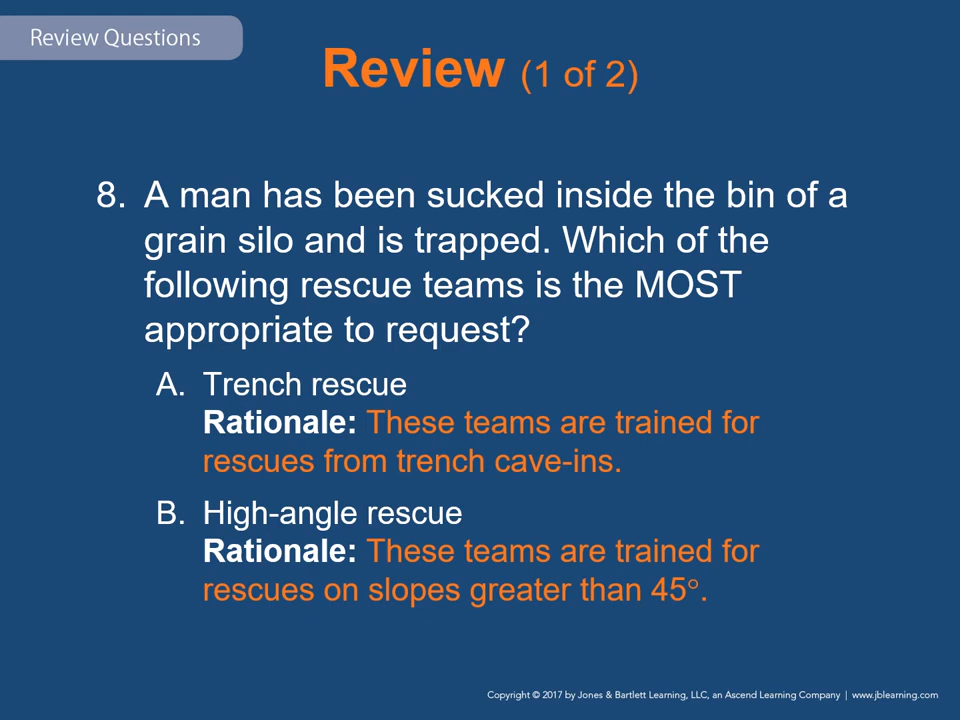 Review Questions
Review (1 of 2)
8. A man has been sucked inside the bin of a
grain silo and is trapped. Which of the
following rescue teams is the MOST
appropriate to request?
A. Trench rescue
Rationale: These teams are trained for
rescues from trench cave-ins.
B. High-angle rescue
Rationale: These teams are trained for
rescues on slopes greater than 45°.
Copyright © 2017 by Jones & Bartlett Learning, LLC, an Ascend Learning Company | www.jblearning.com